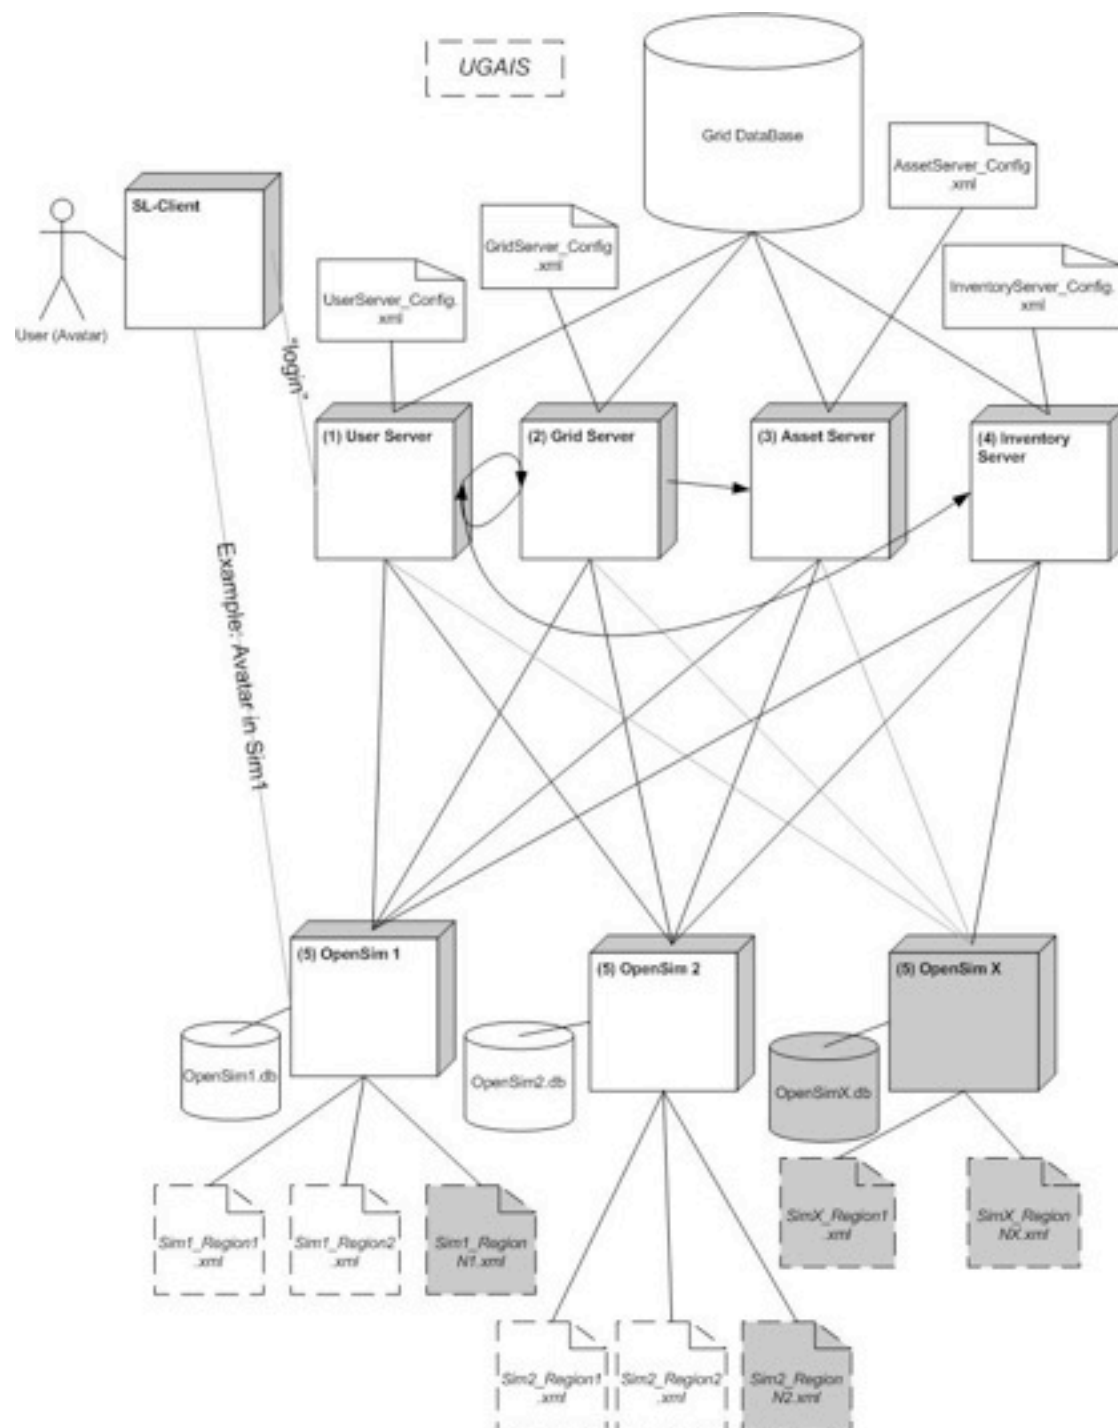 UGAIS
Grid DataBase
AssetServer_Config
.xml
SL-Client
GridServer_Config
.xml
UserServer_Config.
xml
InventoryServer_Config.
xml
User (Avatar)
"login"
(1) User Server
(2) Grid Server
(3) Asset Server
(4) Inventory
Server
Example: Avatar in Sim1
(5) OpenSim 1
(5) OpenSim 2
(5) OpenSim X
OpenSim1.db
OpenSim2.db
OpenSimX.db
Sim1_Region1
.xml
Sim1_Region2
.xml
Sim1_Region
N1.xml
SimX_Region1
.xml
SimX_Region
NX.xml
Sim2_Region1
.xml
Sim2_Region2
.xml
Sim2_Region
N2.xml